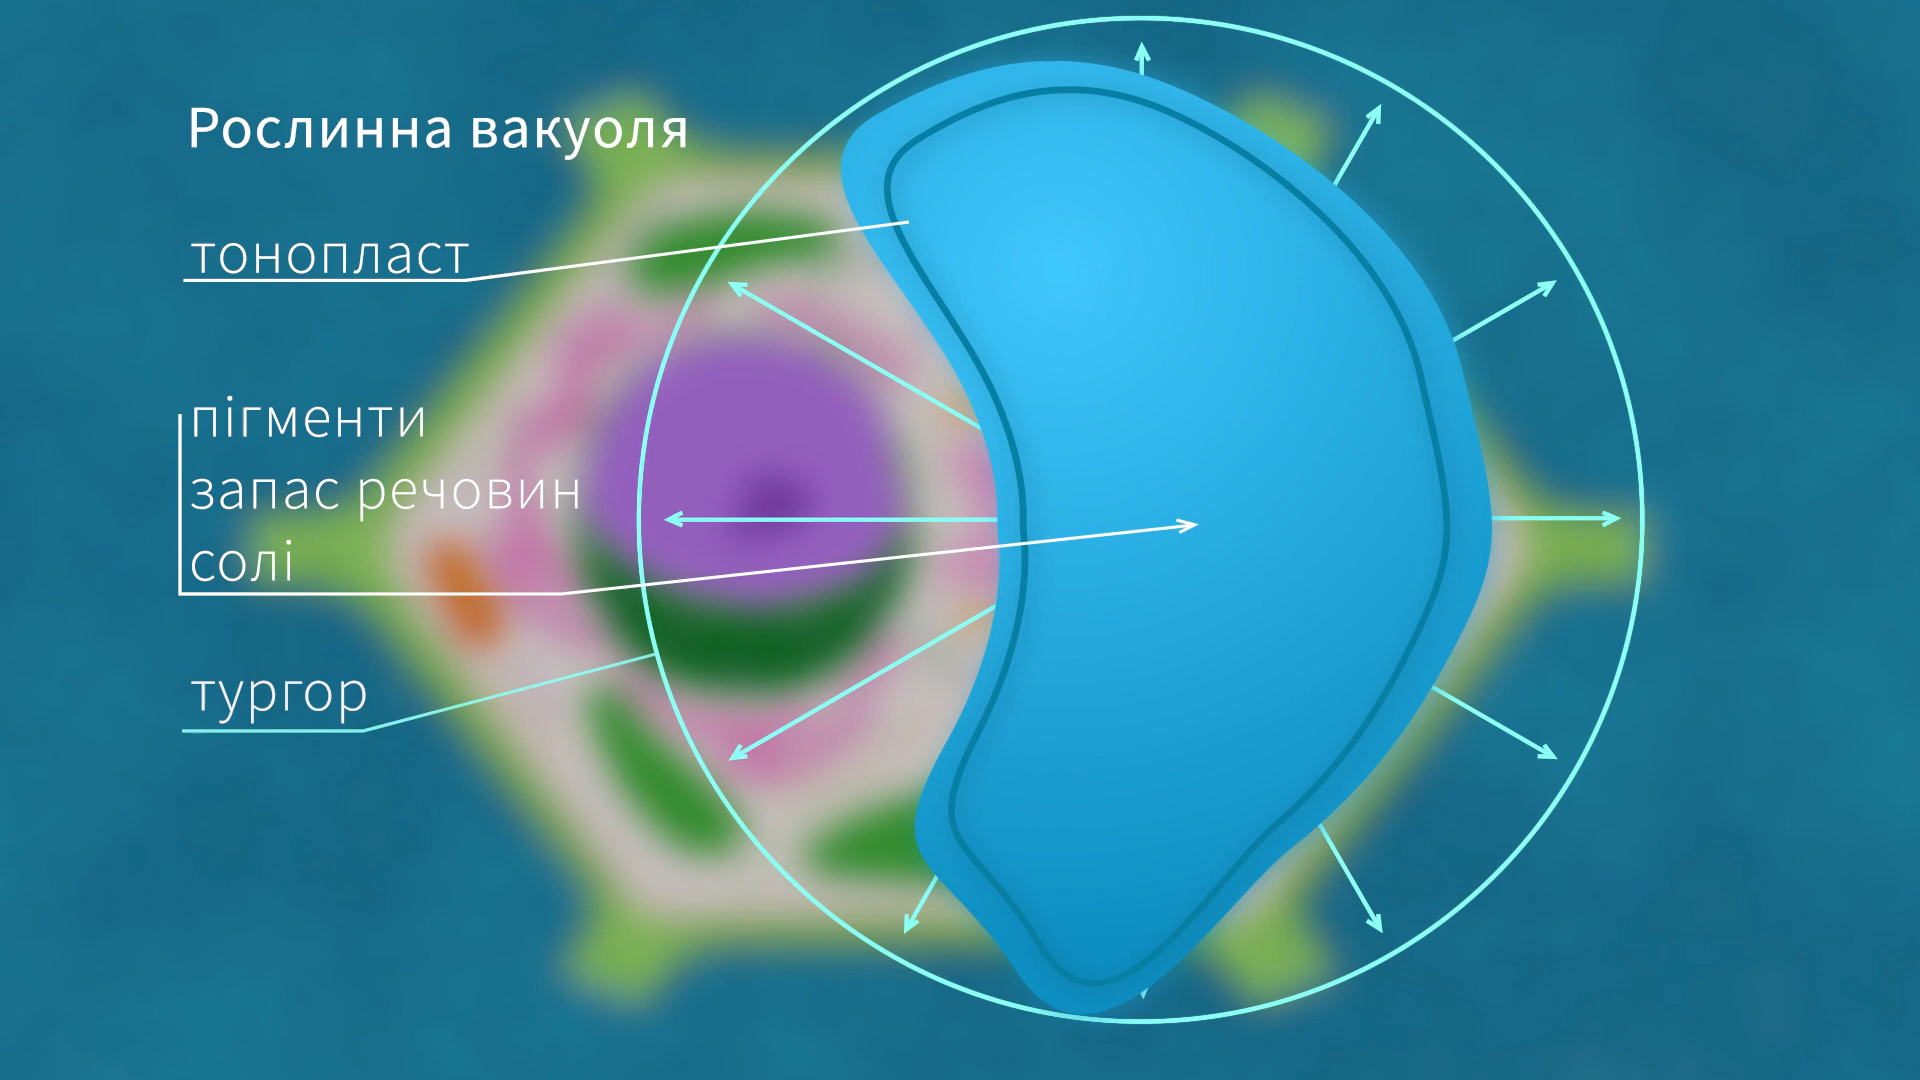 Рослинна вакуоля
тонопласт
пігменти
запас речовин
солі
тургор